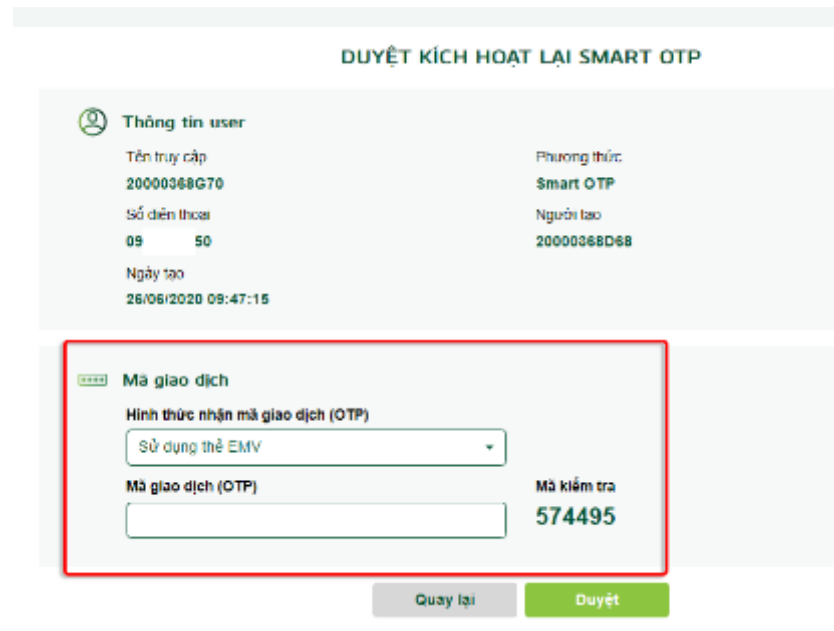 DUYỆT KÍCH HOẠT LẠI SMART OTP
Thông tin user
Tên truy cập
Phương thức
20000368G70
Smart OTP
Số điện thoại
Người tạo
09 50
20000368D68
Ngày tạo
26/06/2020 09:47:15
Mã giao dịch
Hình thức nhận mã giao dịch (OTP)
Sử dụng thẻ EMV
Mã giao dịch (OTP)
Mã kiểm tra
574495
Quay lại
Duyệt